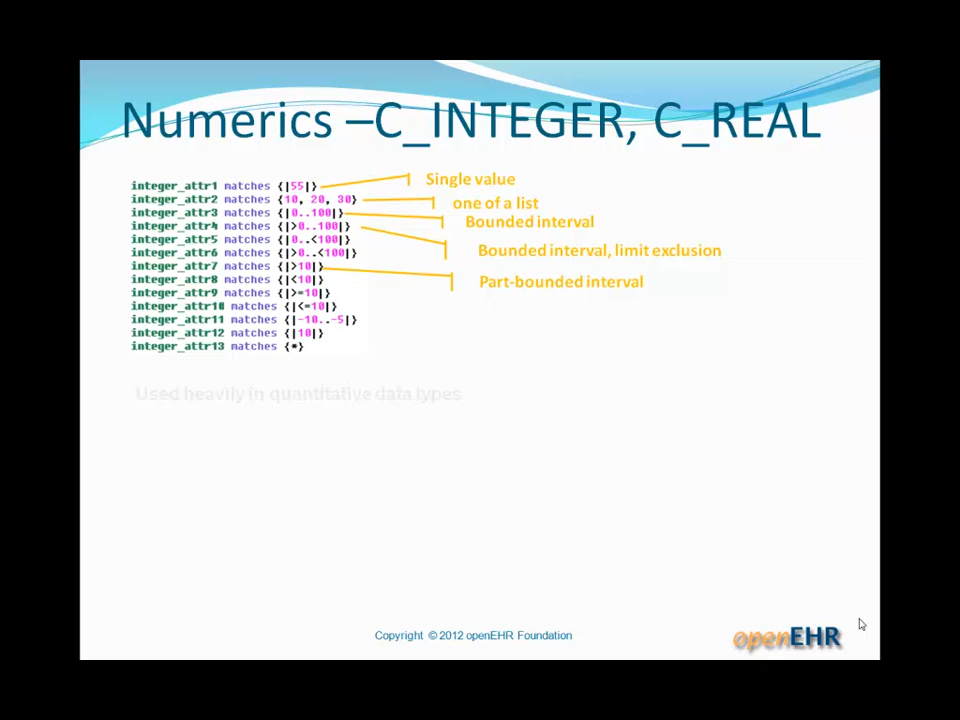 Numerics –C_INTEGER, C_REAL
integer_attr1 matches {|55|}
Single value
integer_attr2 matches {10, 20, 30}
one of a list
integer_attr3 matches {|0..100|}
Bounded interval
integer_attr4 matches {|>0..100|}
integer_attr5 matches {|0..<100|}
Bounded interval, limit exclusion
integer_attr6 matches {|>0..<100|}
integer_attr7 matches {|>10|}
Part-bounded interval
integer_attr8 matches {|<10|}
integer_attr9 matches {|>=10|}
integer_attr10 matches {|<=10|}
integer_attr11 matches {|-10..-5|}
integer_attr12 matches {|10|}
integer_attr13 matches {*}
Used heavily in quantitative data types
Copyright © 2012 openEHR Foundation
openEHR